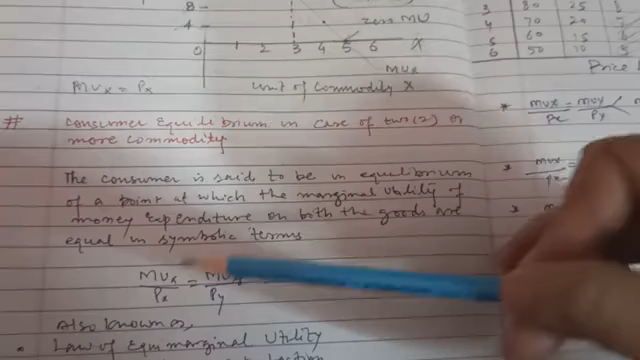 8
4
zero MU
0 1 2 3 4 5 6 X
MUx
MUx = Px
unit of Commodity X
# Consumer Equilibrium in case of two(2) or
more commodity
The consumer is said to be in equilibrium
of a point at which the marginal utility of
money Expenditure on both the goods are
equal in symbolic terms
MUx/Px = MUy/Py
Also known as,
• Law of Equi marginal Utility
3 80 25
4 70 20
5 60 15
6 50 10
Price
* MUx/Px = MUy/Py
* MUx/Px =
*